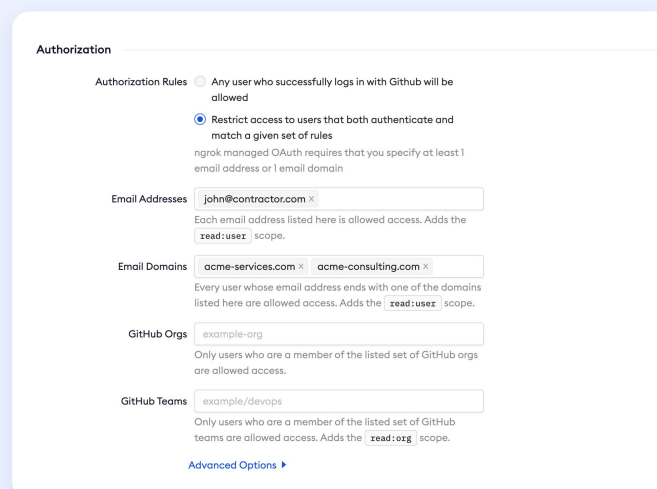 Authorization
Authorization Rules
Any user who successfully logs in with Github will be
allowed
Restrict access to users that both authenticate and
match a given set of rules
ngrok managed OAuth requires that you specify at least 1
email address or 1 email domain
Email Addresses
john@contractor.com ×
Each email address listed here is allowed access. Adds the
read:user scope.
Email Domains
acme-services.com × acme-consulting.com ×
Every user whose email address ends with one of the domains
listed here are allowed access. Adds the read:user scope.
GitHub Orgs
example-org
Only users who are a member of the listed set of GitHub orgs
are allowed access.
GitHub Teams
example/devops
Only users who are a member of the listed set of GitHub
teams are allowed access. Adds the read:org scope.
Advanced Options